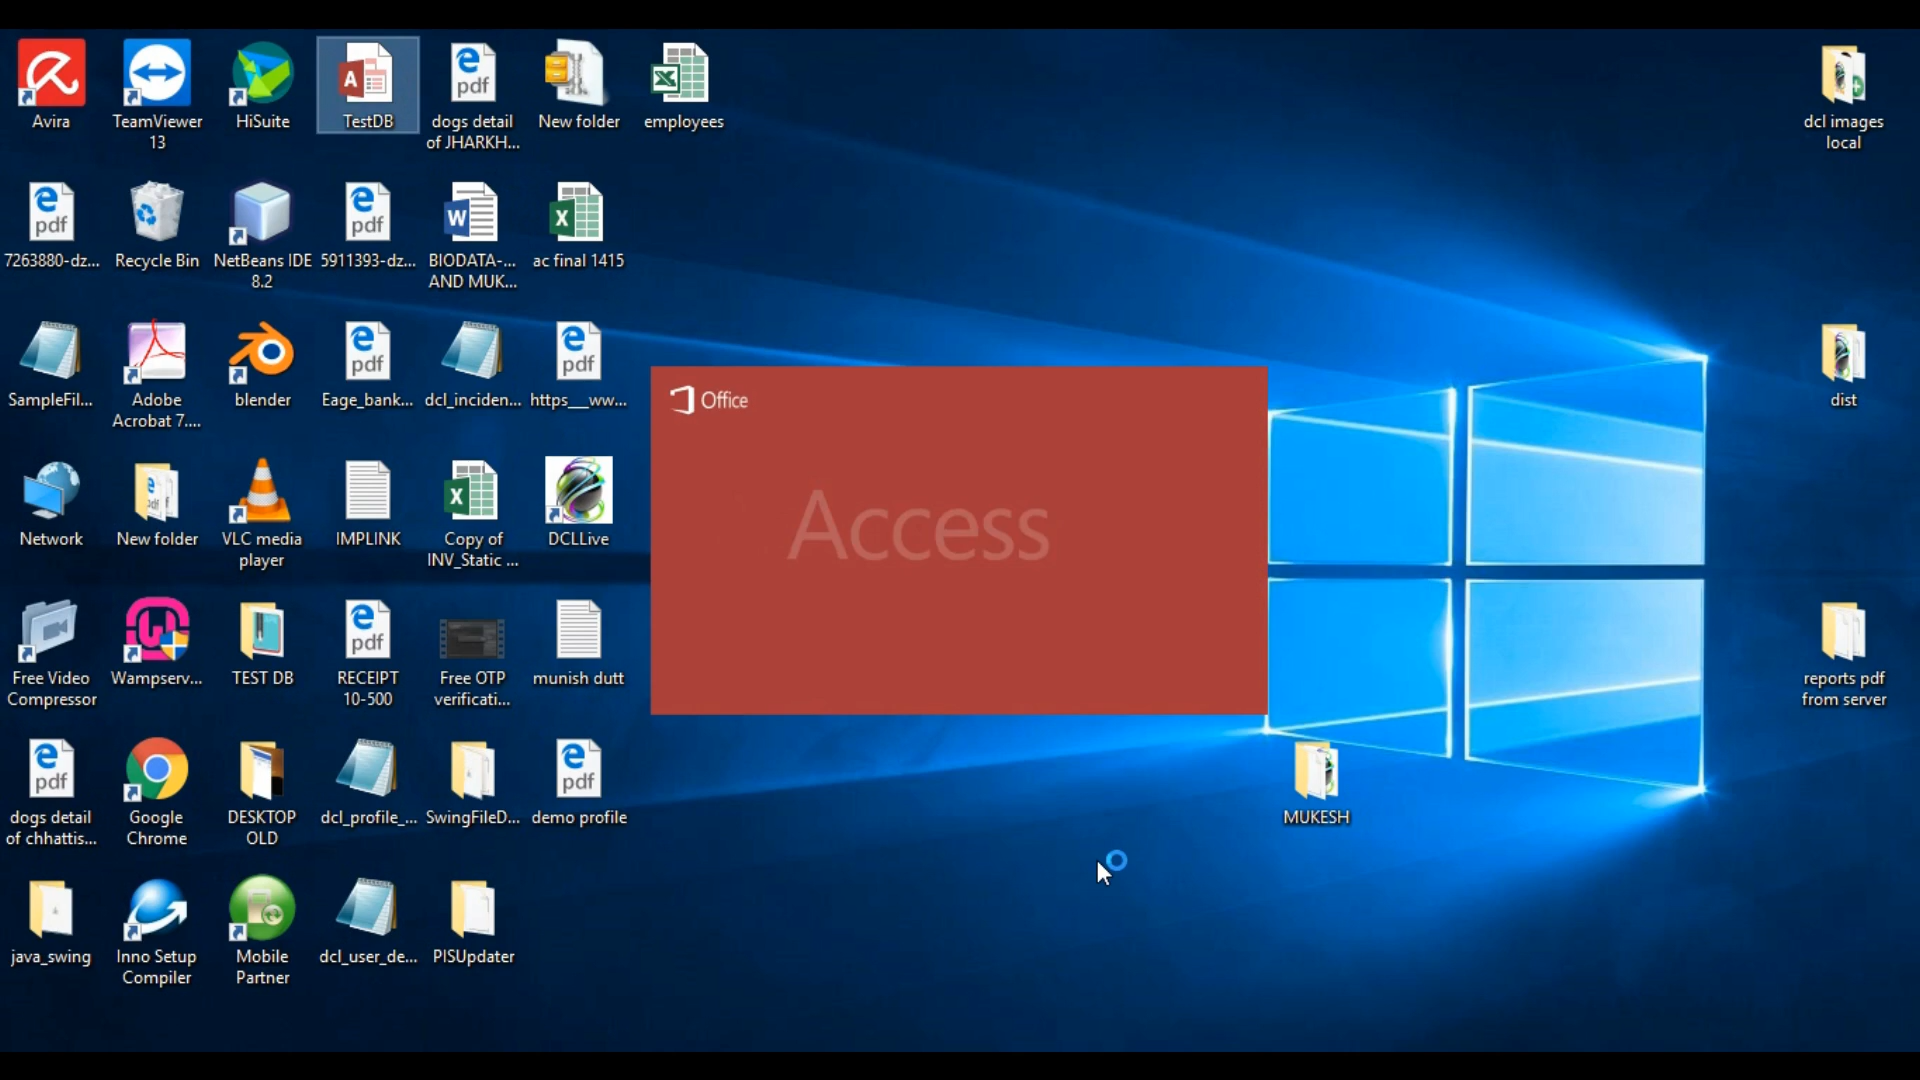 Avira
TeamViewer
13
HiSuite
TestDB
dogs detail
of JHARKH...
New folder
employees
dcl images
local
7263880-dz...
Recycle Bin
NetBeans IDE
8.2
5911393-dz...
BIODATA-...
AND MUK...
ac final 1415
SampleFil...
Adobe
Acrobat 7....
blender
Eage_bank...
dcl_inciden...
https__ww...
Office
Access
dist
Network
New folder
VLC media
player
IMPLINK
Copy of
INV_Static ...
DCLLive
Free Video
Compressor
Wampserv...
TEST DB
RECEIPT
10-500
Free OTP
verificati...
munish dutt
reports pdf
from server
dogs detail
of chhattis...
Google
Chrome
DESKTOP
OLD
dcl_profile_...
SwingFileD...
demo profile
MUKESH
java_swing
Inno Setup
Compiler
Mobile
Partner
dcl_user_de...
PISUpdater